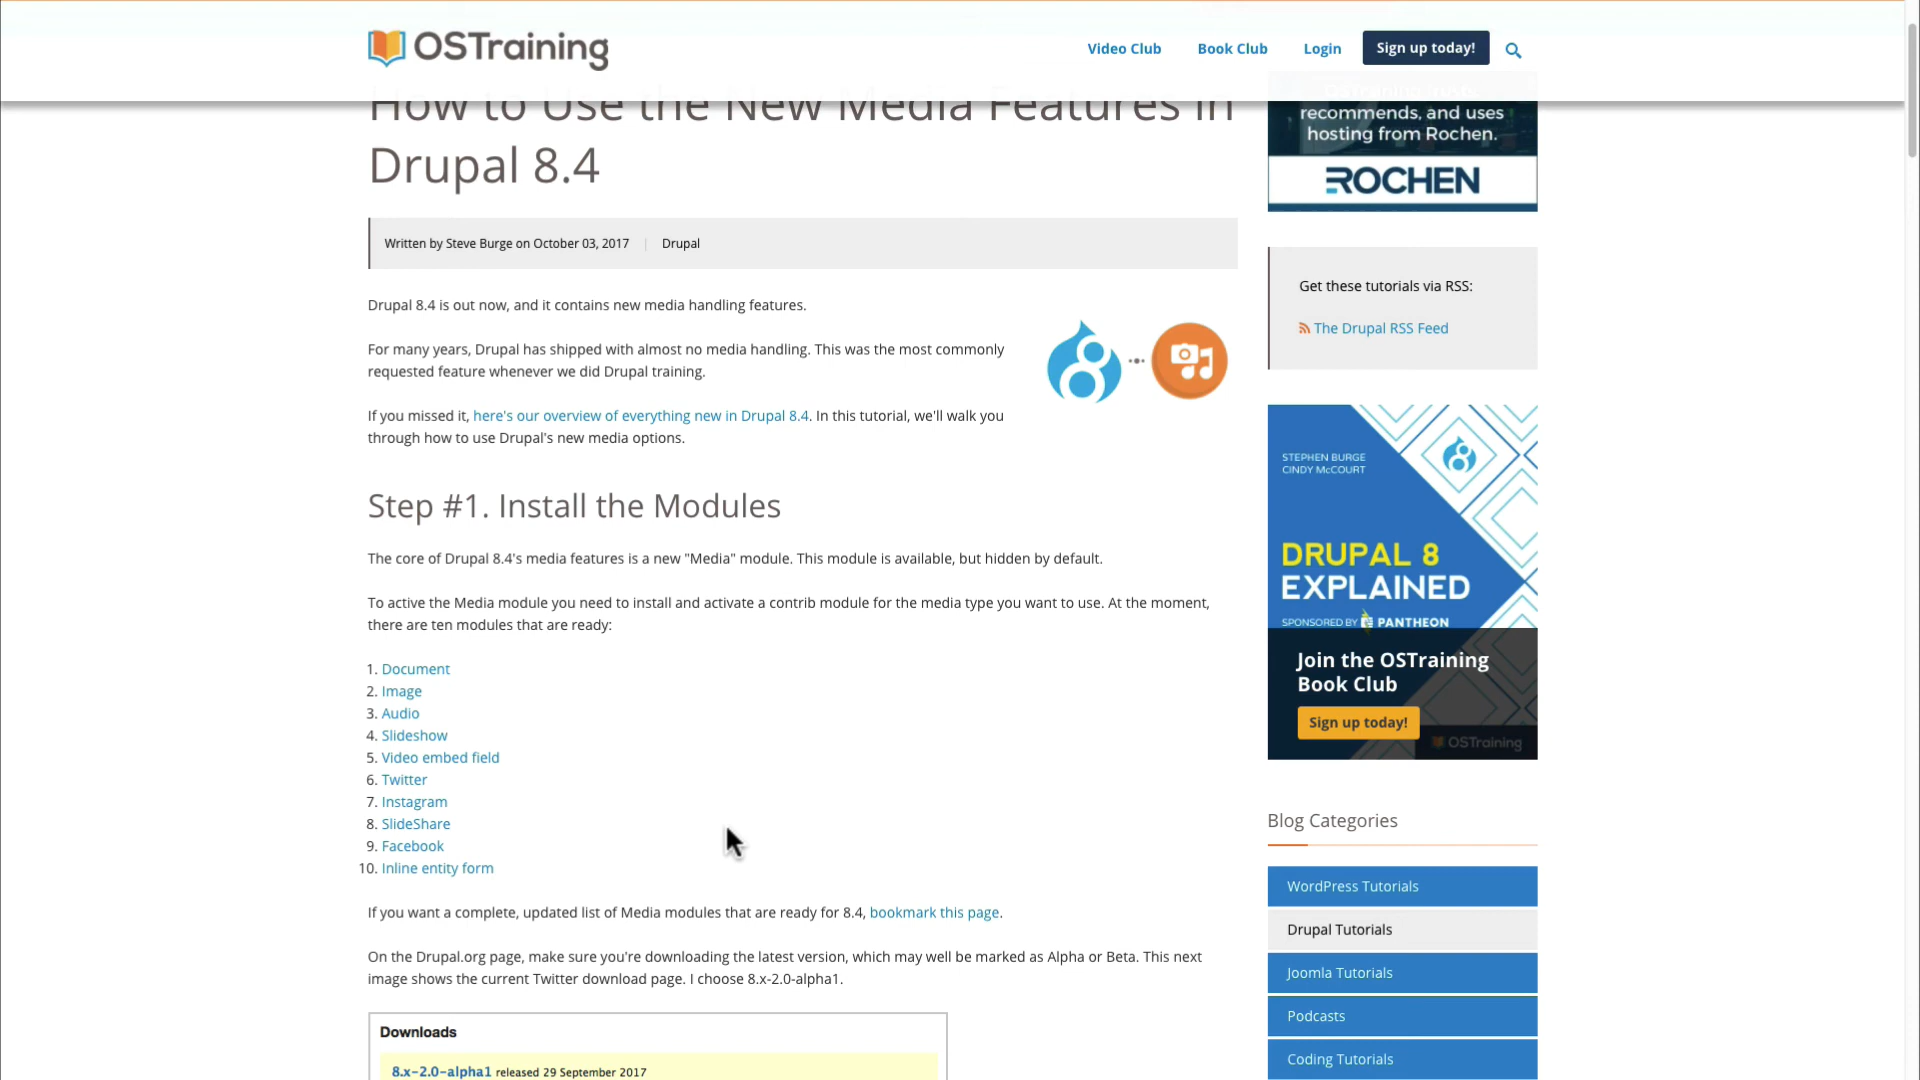 OSTraining
Video Club
Book Club
Login
Sign up today!
How to Use the New Media Features in
Drupal 8.4
Written by Steve Burge on October 03, 2017
Drupal
Drupal 8.4 is out now, and it contains new media handling features.
For many years, Drupal has shipped with almost no media handling. This was the most commonly
requested feature whenever we did Drupal training.
If you missed it, here's our overview of everything new in Drupal 8.4. In this tutorial, we'll walk you
through how to use Drupal's new media options.
Step #1. Install the Modules
The core of Drupal 8.4's media features is a new "Media" module. This module is available, but hidden by default.
To active the Media module you need to install and activate a contrib module for the media type you want to use. At the moment,
there are ten modules that are ready:
1. Document
2. Image
3. Audio
4. Slideshow
5. Video embed field
6. Twitter
7. Instagram
8. SlideShare
9. Facebook
10. Inline entity form
If you want a complete, updated list of Media modules that are ready for 8.4, bookmark this page.
On the Drupal.org page, make sure you're downloading the latest version, which may well be marked as Alpha or Beta. This next
image shows the current Twitter download page. I choose 8.x-2.0-alpha1.
Downloads
8.x-2.0-alpha1 released 29 September 2017
recommends, and uses
hosting from Rochen.
ROCHEN
Get these tutorials via RSS:
The Drupal RSS Feed
STEPHEN BURGE
CINDY McCOURT
DRUPAL 8
EXPLAINED
SPONSORED BY PANTHEON
Join the OSTraining
Book Club
Sign up today!
OSTraining
Blog Categories
WordPress Tutorials
Drupal Tutorials
Joomla Tutorials
Podcasts
Coding Tutorials